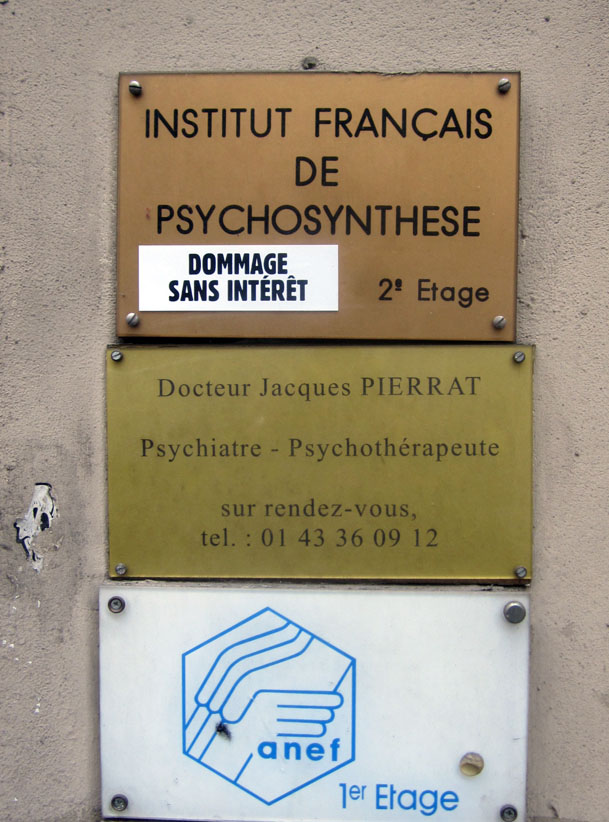 INSTITUT FRANÇAIS
DE
PSYCHOSYNTHESE
DOMMAGE
SANS INTÉRÊT
2e Etage
Docteur Jacques PIERRAT
Psychiatre - Psychothérapeute
sur rendez-vous,
tel. : 01 43 36 09 12
anef
1er Etage